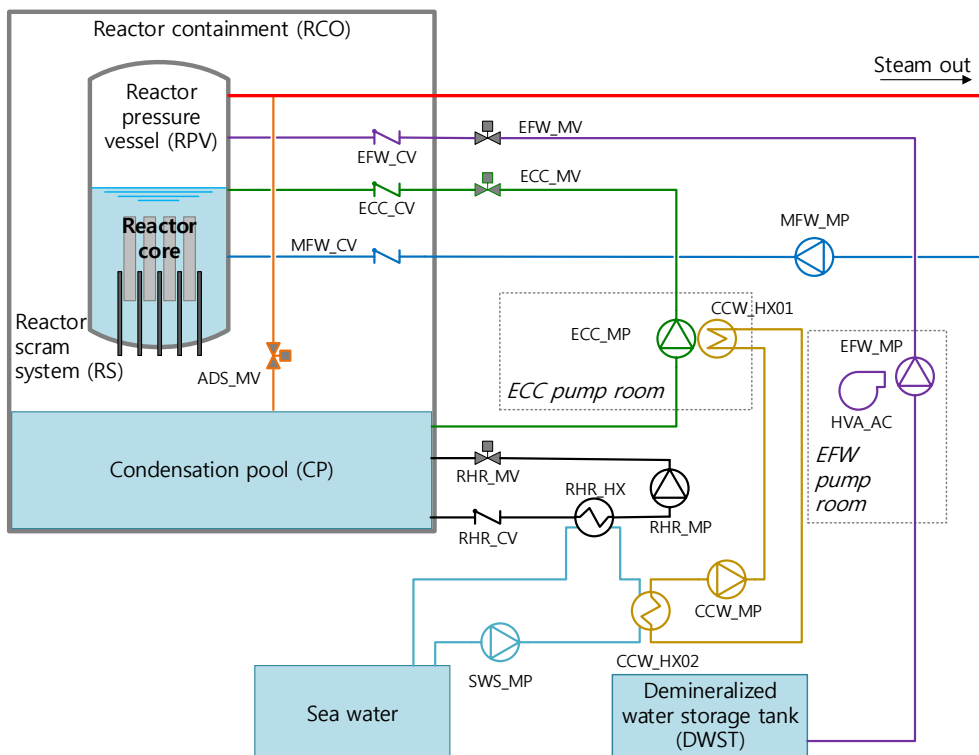 Reactor containment (RCO)
Steam out
Reactor
pressure
vessel (RPV)
EFW_MV
EFW_CV
ECC_MV
ECC_CV
Reactor
core
MFW_CV
MFW_MP
CCW_HX01
ECC_MP
Reactor
scram
system (RS)
EFW_MP
ADS_MV
ECC pump room
HVA_AC
Condensation pool (CP)
RHR_MV
RHR_HX
EFW
pump
room
RHR_CV
RHR_MP
CCW_MP
CCW_HX02
SWS_MP
Sea water
Demineralized
water storage tank
(DWST)